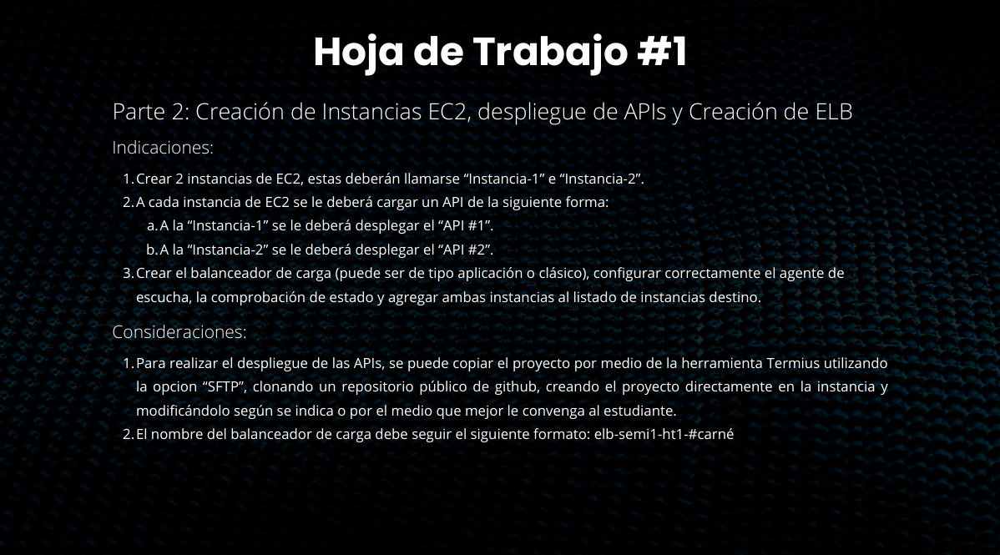 Hoja de Trabajo #1
Parte 2: Creación de Instancias EC2, despliegue de APIs y Creación de ELB
Indicaciones:
1. Crear 2 instancias de EC2, estas deberán llamarse “Instancia-1” e “Instancia-2”.
2. A cada instancia de EC2 se le deberá cargar un API de la siguiente forma:
a. A la “Instancia-1” se le deberá desplegar el “API #1”.
b. A la “Instancia-2” se le deberá desplegar el “API #2”.
3. Crear el balanceador de carga (puede ser de tipo aplicación o clásico), configurar correctamente el agente de
escucha, la comprobación de estado y agregar ambas instancias al listado de instancias destino.
Consideraciones:
1. Para realizar el despliegue de las APIs, se puede copiar el proyecto por medio de la herramienta Termius utilizando
la opcion “SFTP”, clonando un repositorio público de github, creando el proyecto directamente en la instancia y
modificándolo según se indica o por el medio que mejor le convenga al estudiante.
2. El nombre del balanceador de carga debe seguir el siguiente formato: elb-semi1-ht1-#carné